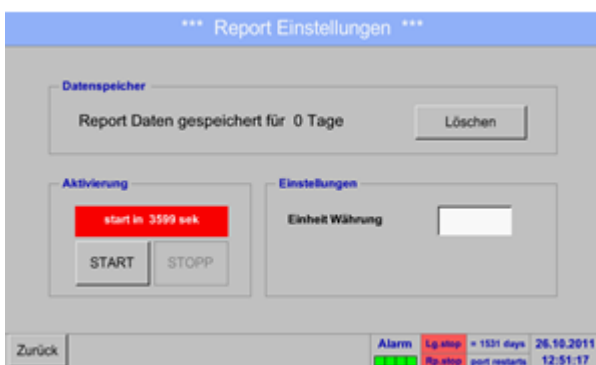 *** Report Einstellungen ***
Datenspeicher
Report Daten gespeichert für 0 Tage
Löschen
Aktivierung
start in 3599 sek
START STOPP
Einstellungen
Einheit Währung
Zurück
Alarm
Lg.stop = 1531 days 26.10.2011
Rp.stop port restarts 12:51:17